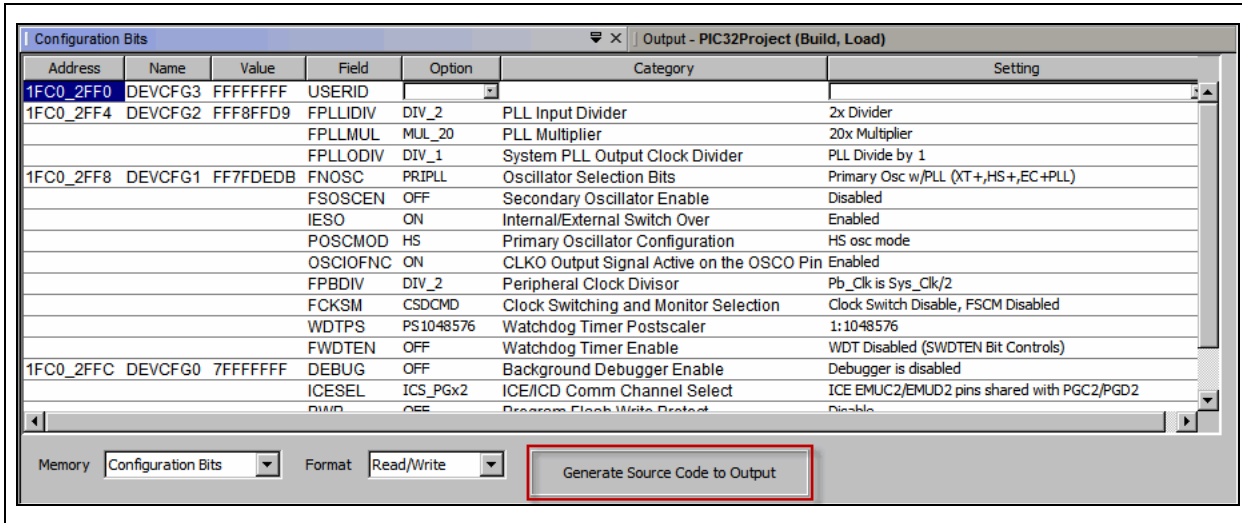 Configuration Bits Output - PIC32Project (Build, Load)
Address Name Value Field Option Category Setting
1FC0_2FF0 DEVCFG3 FFFFFFFF USERID
1FC0_2FF4 DEVCFG2 FFF8FFD9 FPLLIDIV DIV_2 PLL Input Divider 2x Divider
FPLLMUL MUL_20 PLL Multiplier 20x Multiplier
FPLLODIV DIV_1 System PLL Output Clock Divider PLL Divide by 1
1FC0_2FF8 DEVCFG1 FF7FDEDB FNOSC PRIPLL Oscillator Selection Bits Primary Osc w/PLL (XT+,HS+,EC+PLL)
FSOSCEN OFF Secondary Oscillator Enable Disabled
IESO ON Internal/External Switch Over Enabled
POSCMOD HS Primary Oscillator Configuration HS osc mode
OSCIOFNC ON CLKO Output Signal Active on the OSCO Pin Enabled
FPBDIV DIV_2 Peripheral Clock Divisor Pb_Clk is Sys_Clk/2
FCKSM CSDCMD Clock Switching and Monitor Selection Clock Switch Disable, FSCM Disabled
WDTPS PS1048576 Watchdog Timer Postscaler 1:1048576
FWDTEN OFF Watchdog Timer Enable WDT Disabled (SWDTEN Bit Controls)
1FC0_2FFC DEVCFG0 7FFFFFFF DEBUG OFF Background Debugger Enable Debugger is disabled
ICESEL ICS_PGx2 ICE/ICD Comm Channel Select ICE EMUC2/EMUD2 pins shared with PGC2/PGD2
PWP OFF Program Flash Write Protect Disable
Memory Configuration Bits Format Read/Write Generate Source Code to Output